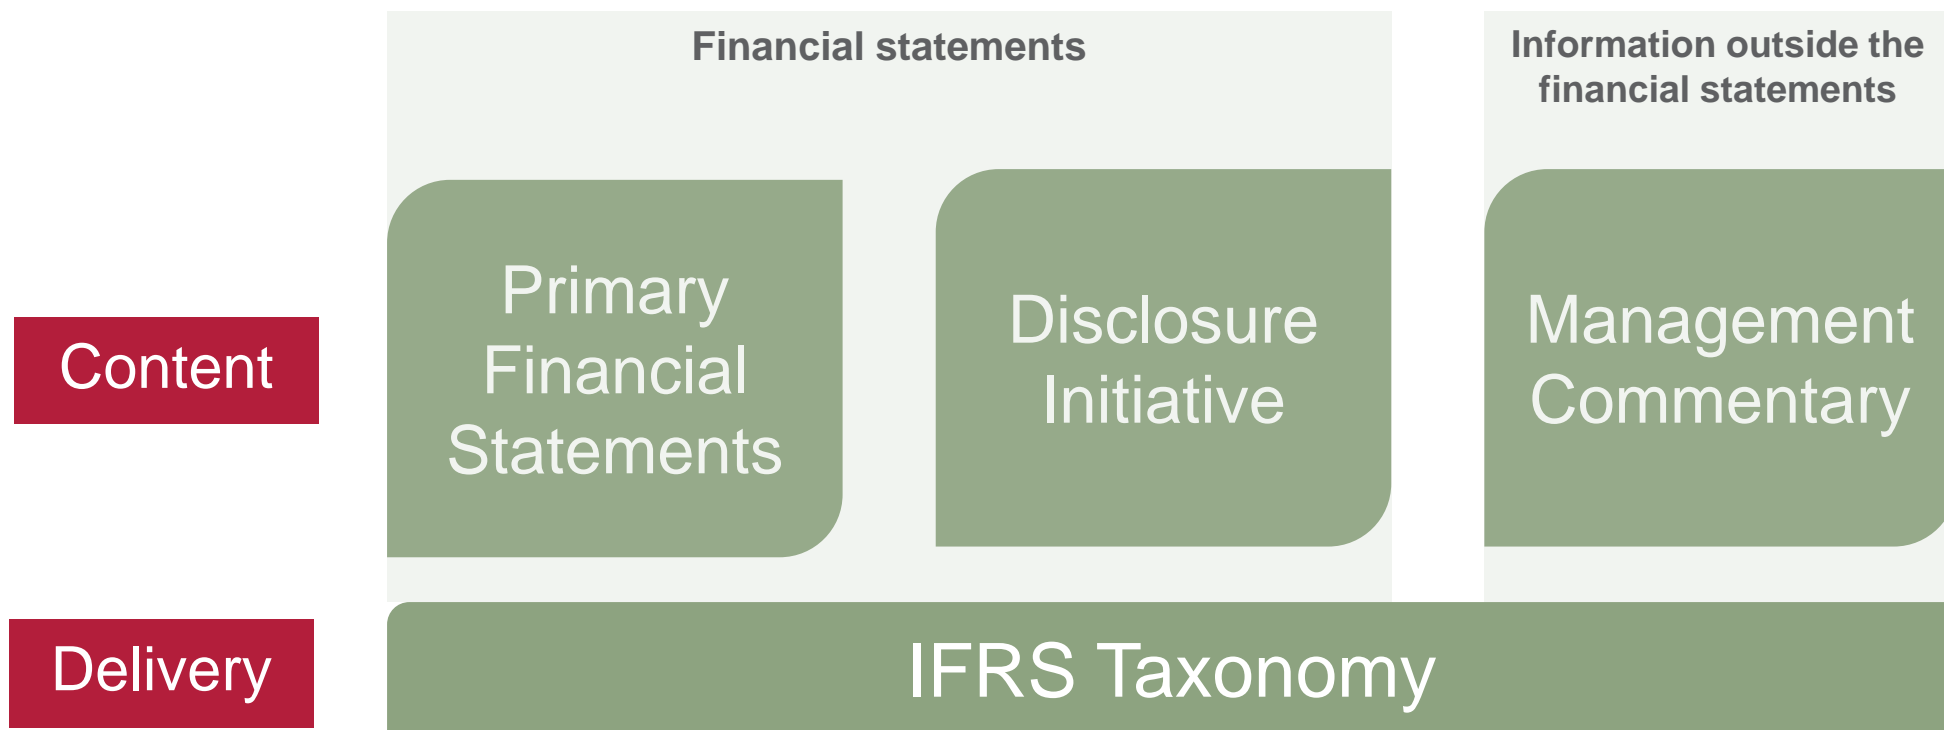 Financial statements
Information outside the
financial statements
Content
Primary
Financial
Statements
Disclosure
Initiative
Management
Commentary
Delivery
IFRS Taxonomy